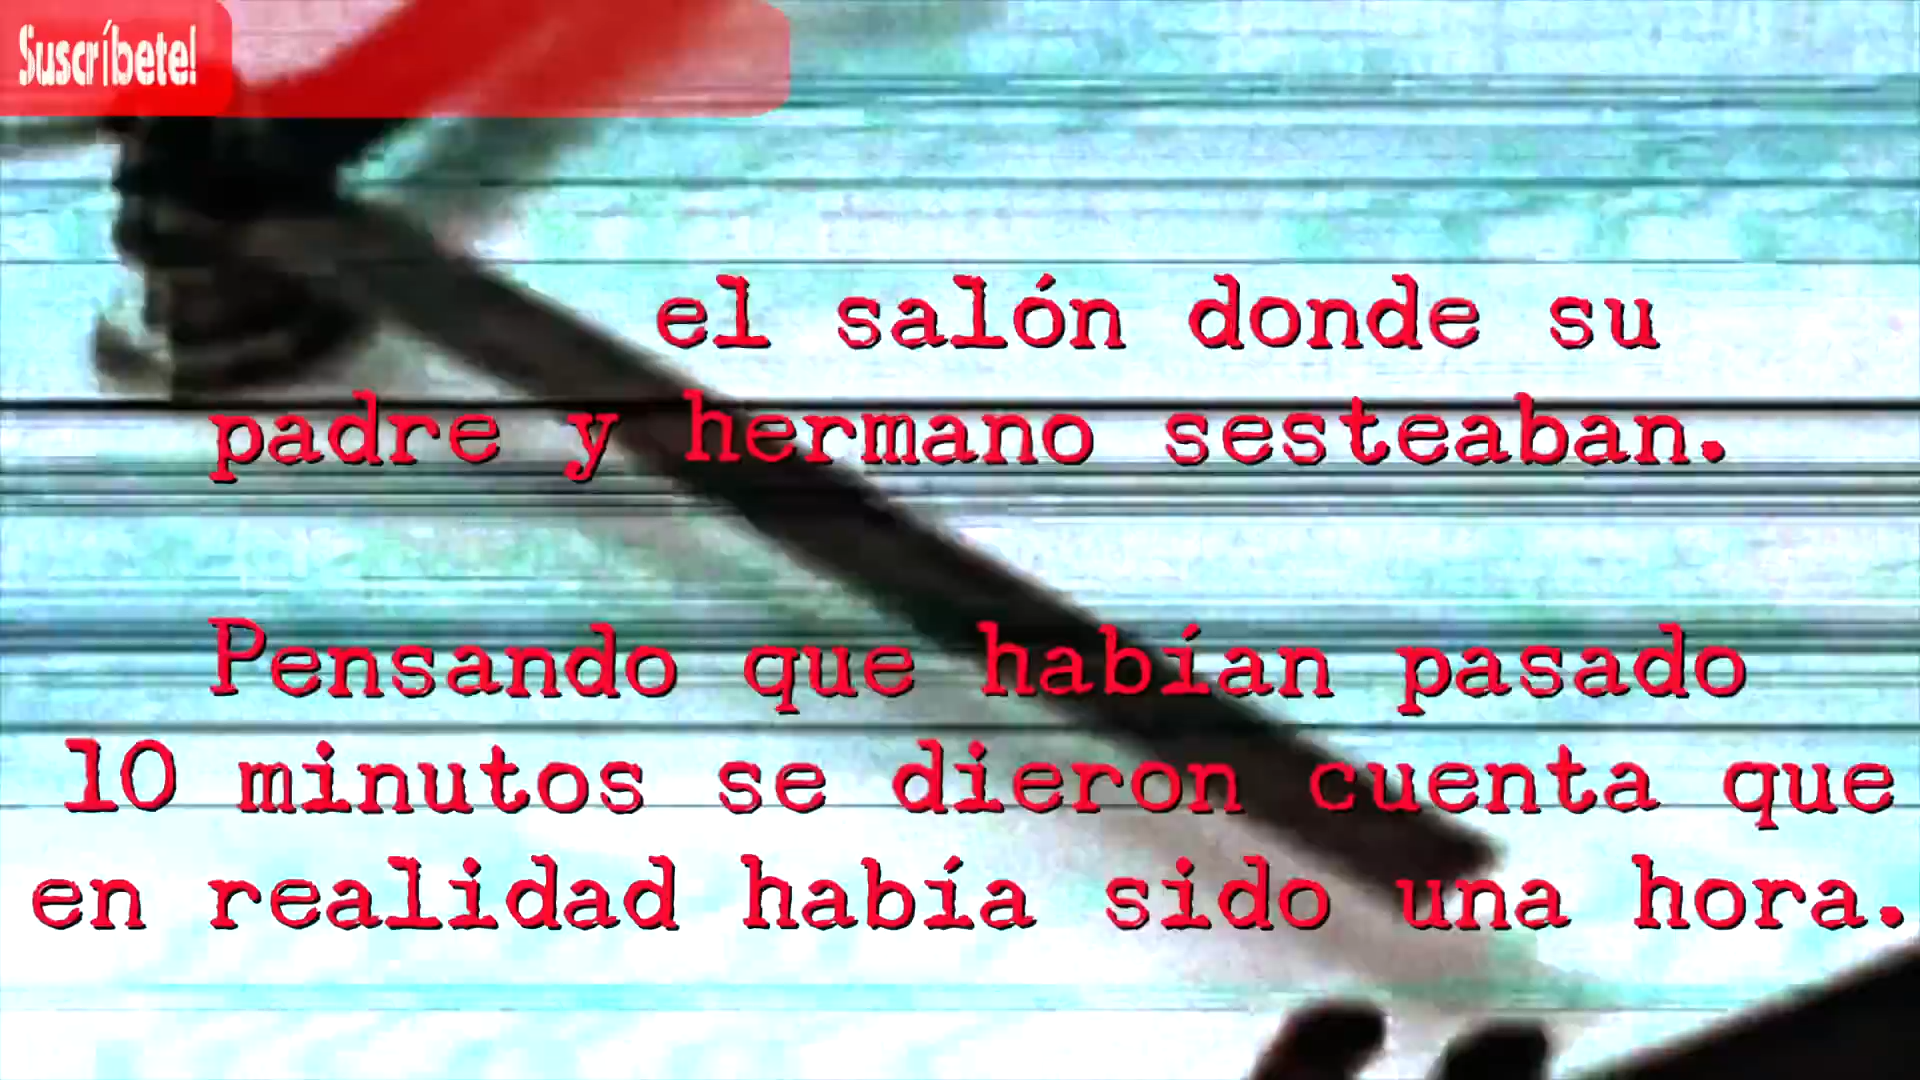 Suscríbete!
el salón donde su
padre y hermano sesteaban.
Pensando que habían pasado
10 minutos se dieron cuenta que
en realidad había sido una hora.